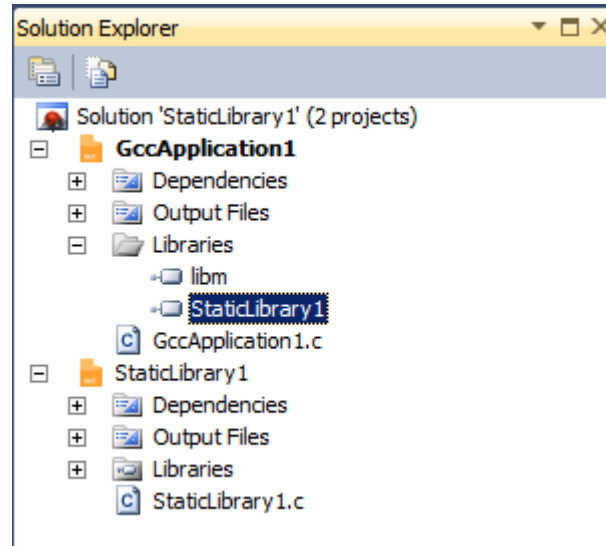 Solution Explorer
Solution 'StaticLibrary1' (2 projects)
GccApplication1
Dependencies
Output Files
Libraries
libm
StaticLibrary1
GccApplication1.c
StaticLibrary1
Dependencies
Output Files
Libraries
StaticLibrary1.c